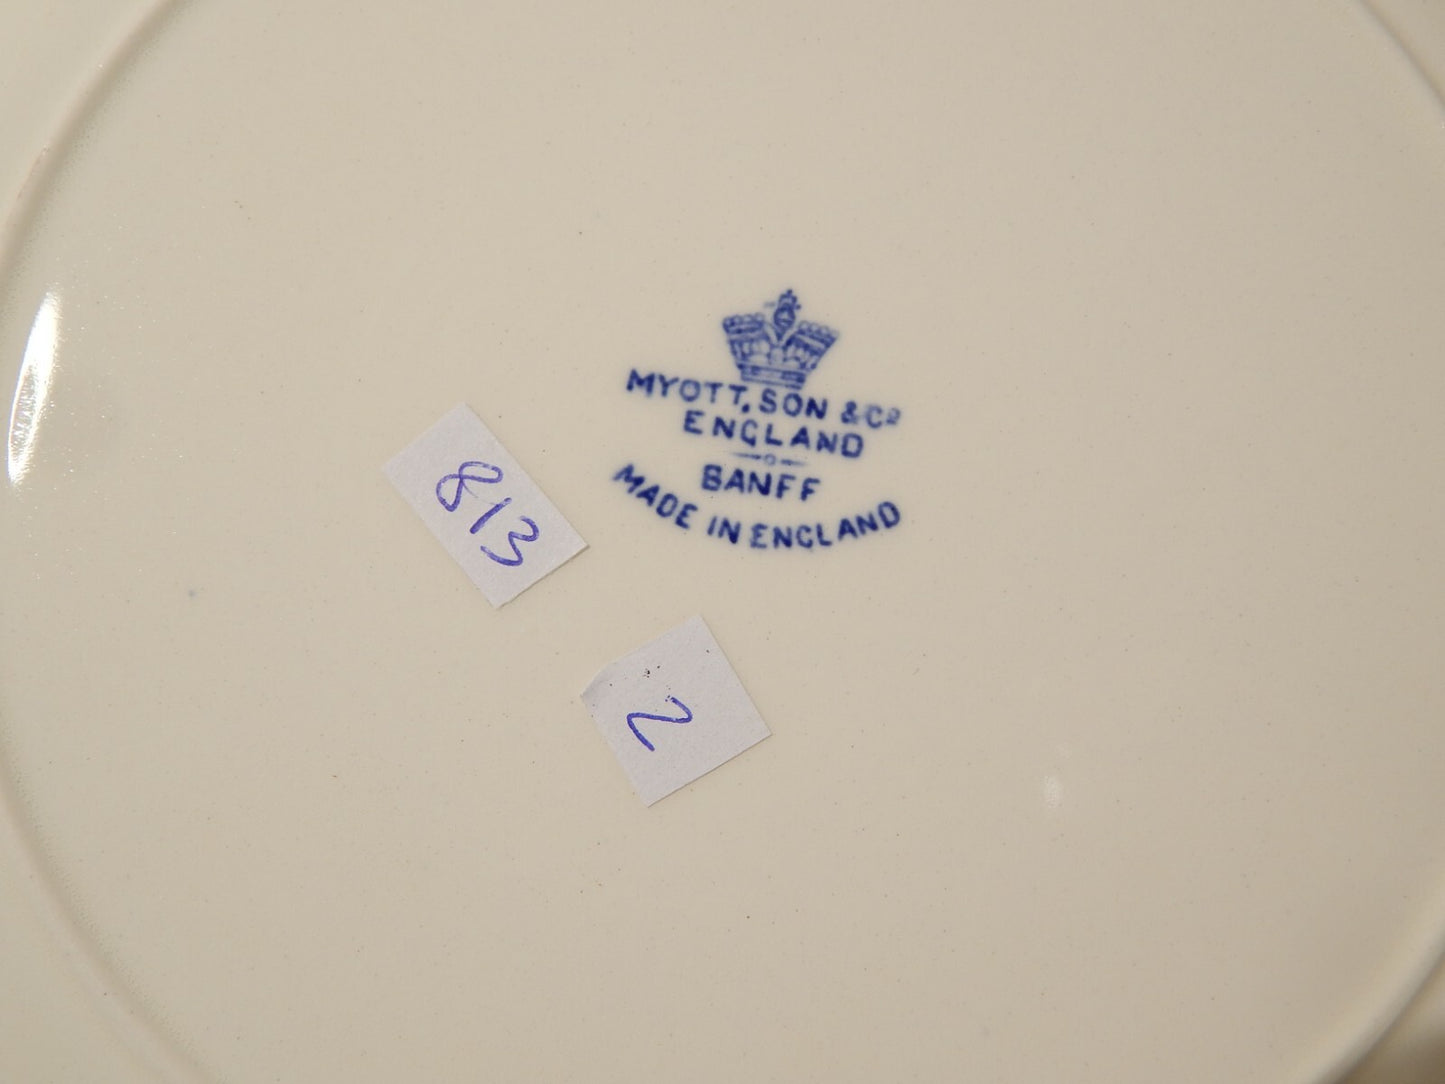 MYOTT, SON & Cº
ENGLAND
BANFF
MADE IN ENGLAND
813
2